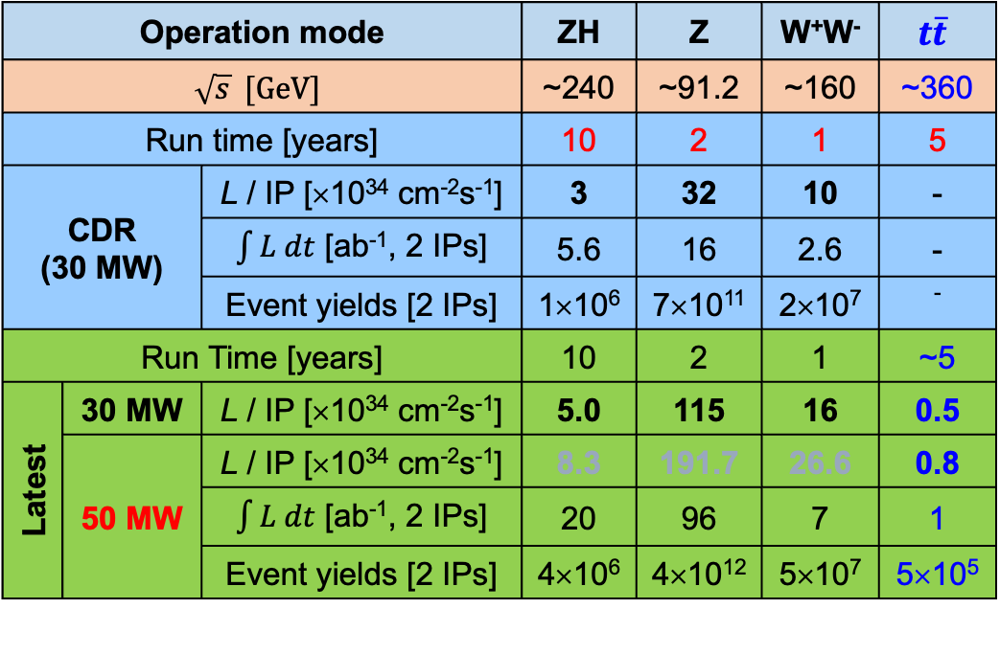 Operation mode ZH Z W⁺W⁻ tt̄
√s [GeV] ~240 ~91.2 ~160 ~360
Run time [years] 10 2 1 5
CDR
(30 MW)
L / IP [×10³⁴ cm⁻²s⁻¹] 3 32 10 -
∫ L dt [ab⁻¹, 2 IPs] 5.6 16 2.6 -
Event yields [2 IPs] 1×10⁶ 7×10¹¹ 2×10⁷ -
Run Time [years] 10 2 1 ~5
Latest
30 MW L / IP [×10³⁴ cm⁻²s⁻¹] 5.0 115 16 0.5
50 MW
L / IP [×10³⁴ cm⁻²s⁻¹] 8.3 191.7 26.6 0.8
∫ L dt [ab⁻¹, 2 IPs] 20 96 7 1
Event yields [2 IPs] 4×10⁶ 4×10¹² 5×10⁷ 5×10⁵